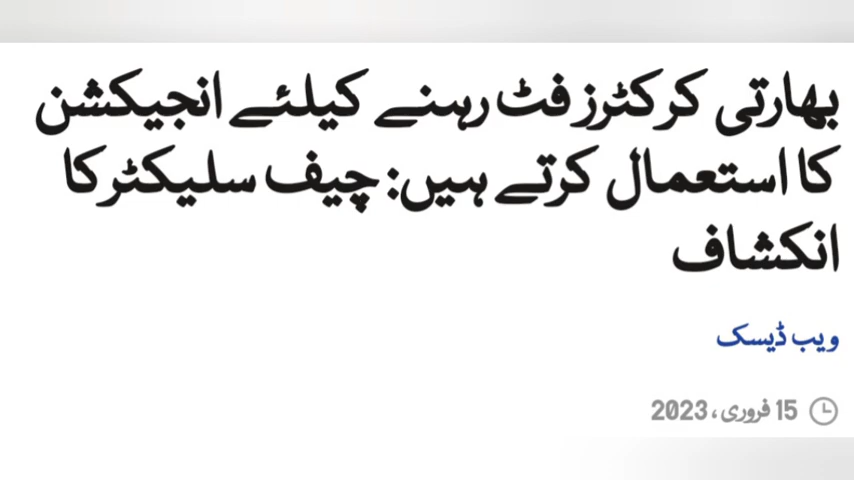 بھارتی کرکٹرز فٹ رہنے کیلئے انجیکشن
کا استعمال کرتے ہیں: چیف سلیکٹر کا
انکشاف
ویب ڈیسک
15 فروری ، 2023